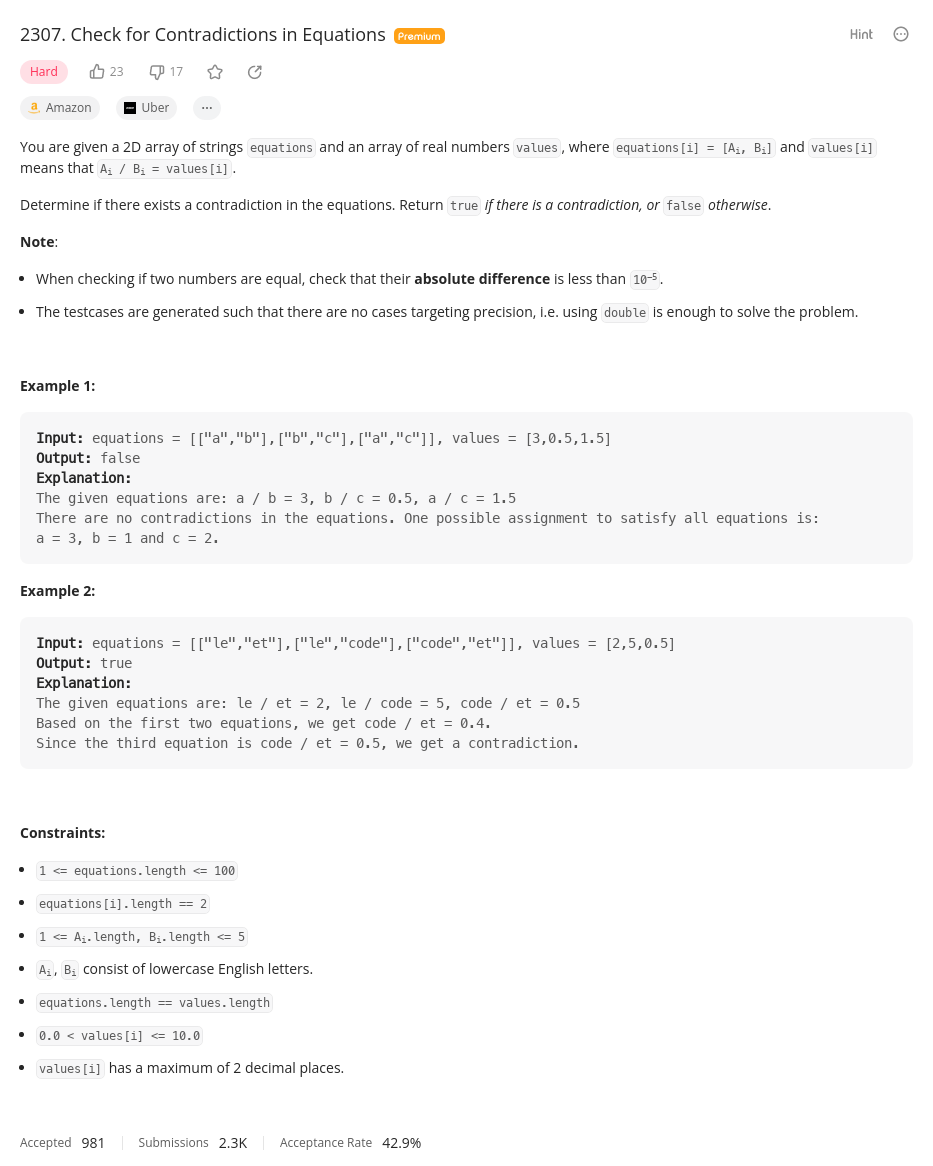 2307. Check for Contradictions in Equations Premium Hint
Hard 23 17
Amazon Uber ...
You are given a 2D array of strings equations and an array of real numbers values, where equations[i] = [Ai, Bi] and values[i]
means that Ai / Bi = values[i].
Determine if there exists a contradiction in the equations. Return true if there is a contradiction, or false otherwise.
Note:
• When checking if two numbers are equal, check that their absolute difference is less than 10^-5.
• The testcases are generated such that there are no cases targeting precision, i.e. using double is enough to solve the problem.
Example 1:
Input: equations = [["a","b"],["b","c"],["a","c"]], values = [3,0.5,1.5]
Output: false
Explanation:
The given equations are: a / b = 3, b / c = 0.5, a / c = 1.5
There are no contradictions in the equations. One possible assignment to satisfy all equations is:
a = 3, b = 1 and c = 2.
Example 2:
Input: equations = [["le","et"],["le","code"],["code","et"]], values = [2,5,0.5]
Output: true
Explanation:
The given equations are: le / et = 2, le / code = 5, code / et = 0.5
Based on the first two equations, we get code / et = 0.4.
Since the third equation is code / et = 0.5, we get a contradiction.
Constraints:
• 1 <= equations.length <= 100
• equations[i].length == 2
• 1 <= Ai.length, Bi.length <= 5
• Ai, Bi consist of lowercase English letters.
• equations.length == values.length
• 0.0 < values[i] <= 10.0
• values[i] has a maximum of 2 decimal places.
Accepted 981 Submissions 2.3K Acceptance Rate 42.9%